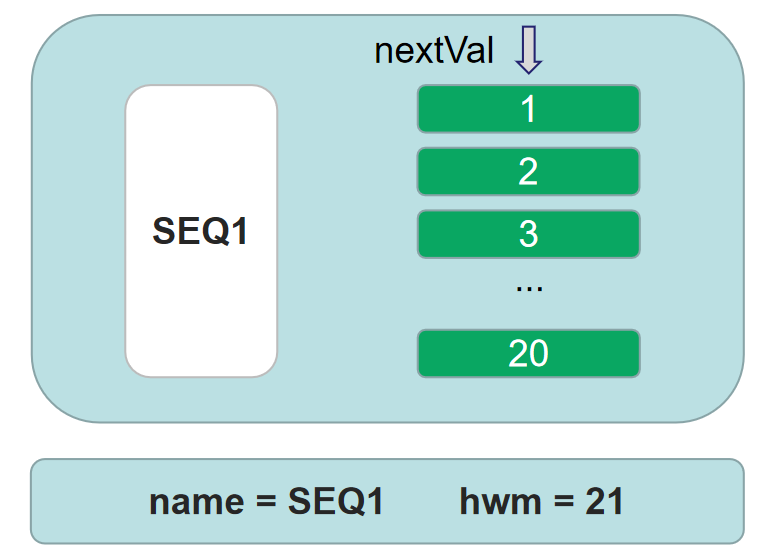 nextVal
1
2
SEQ1
3
...
20
name = SEQ1 hwm = 21